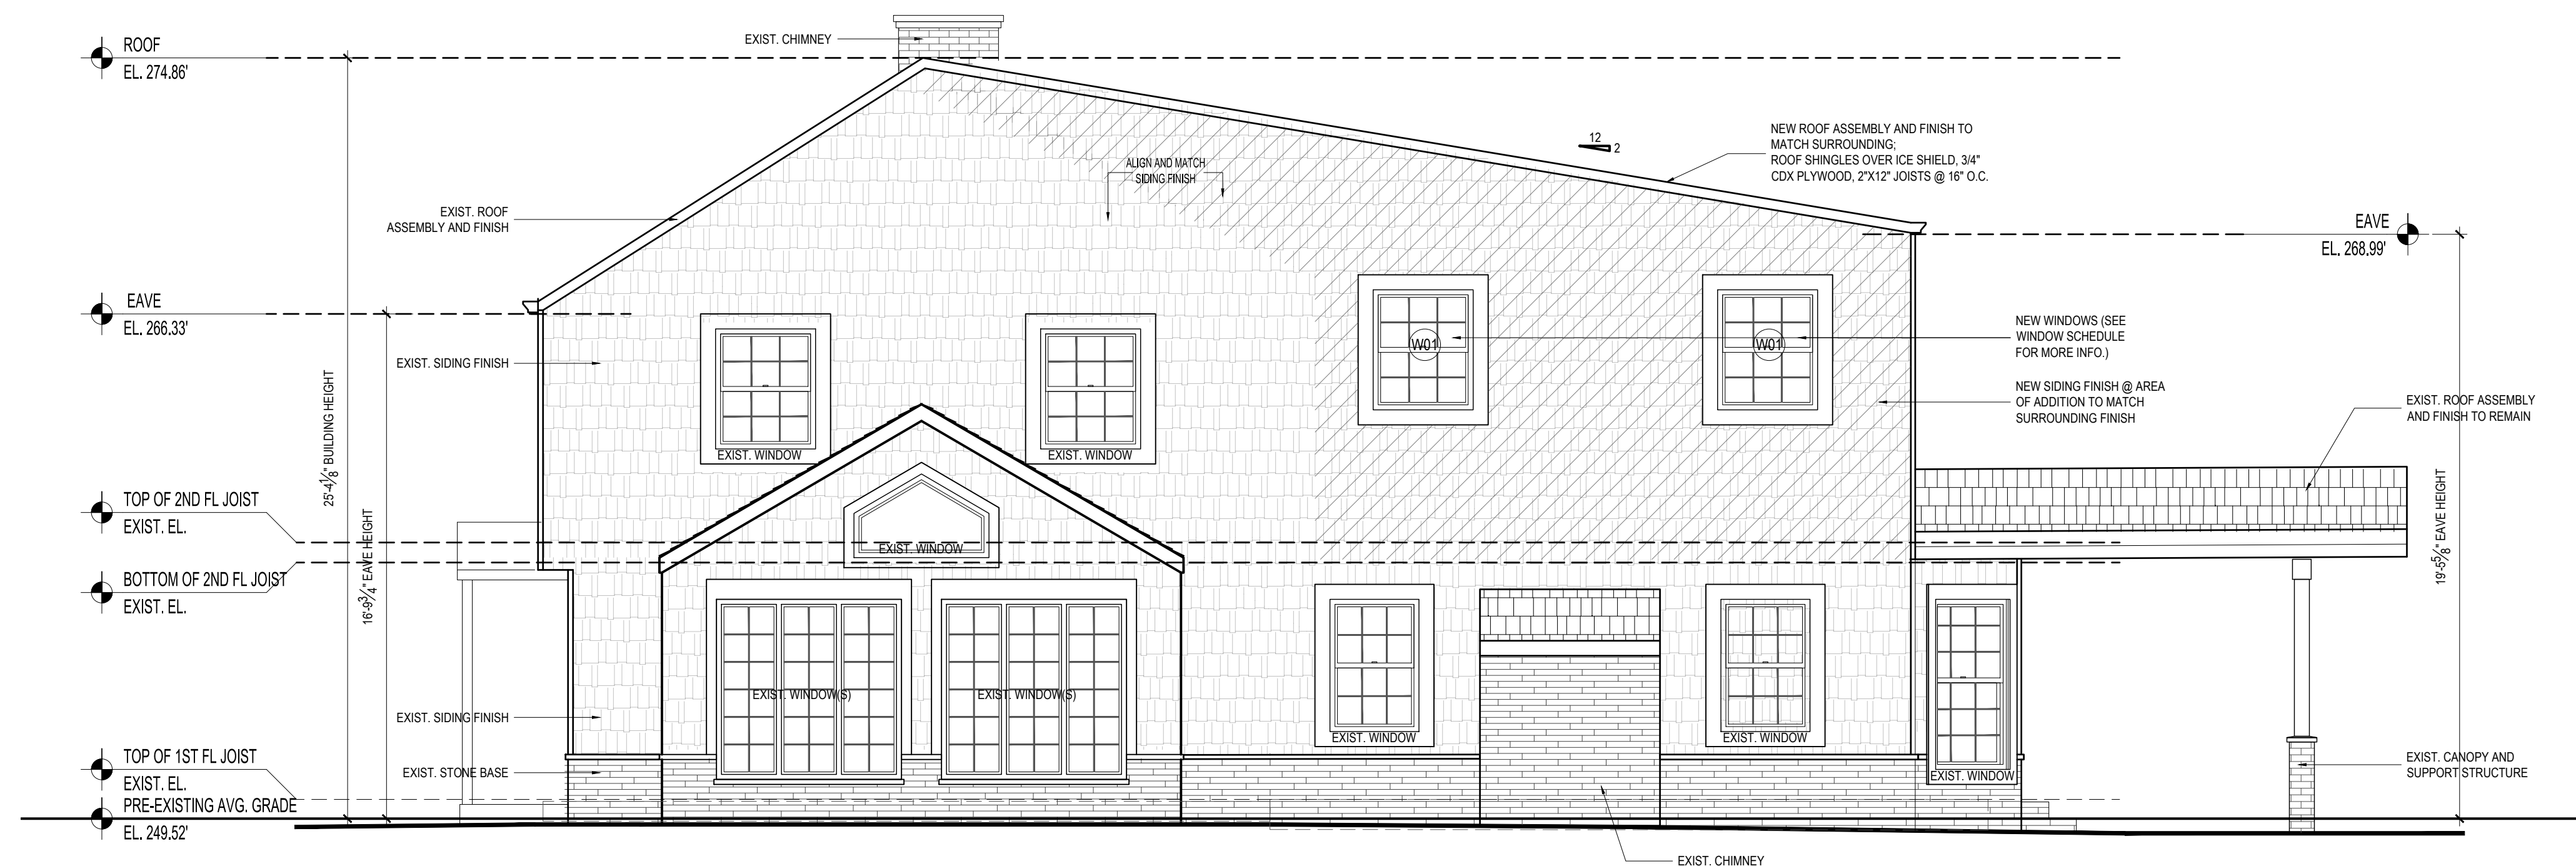 ROOF
EL. 274.86'
EXIST. CHIMNEY
12
2
NEW ROOF ASSEMBLY AND FINISH TO
MATCH SURROUNDING;
ROOF SHINGLES OVER ICE SHIELD, 3/4"
CDX PLYWOOD, 2"X12" JOISTS @ 16" O.C.
ALIGN AND MATCH
SIDING FINISH
EXIST. ROOF
ASSEMBLY AND FINISH
EAVE
EL. 268.99'
EAVE
EL. 266.33'
EXIST. SIDING FINISH
W01
W01
NEW WINDOWS (SEE
WINDOW SCHEDULE
FOR MORE INFO.)
NEW SIDING FINISH @ AREA
OF ADDITION TO MATCH
SURROUNDING FINISH
EXIST. ROOF ASSEMBLY
AND FINISH TO REMAIN
25'-4 1/8" BUILDING HEIGHT
EXIST. WINDOW
EXIST. WINDOW
TOP OF 2ND FL JOIST
EXIST. EL.
16'-9 3/4" EAVE HEIGHT
19'-5 5/8" EAVE HEIGHT
EXIST. WINDOW
BOTTOM OF 2ND FL JOIST
EXIST. EL.
EXIST. WINDOW(S)
EXIST. WINDOW(S)
EXIST. SIDING FINISH
EXIST. WINDOW
EXIST. WINDOW
TOP OF 1ST FL JOIST
EXIST. EL.
EXIST. STONE BASE
EXIST. WINDOW
EXIST. CANOPY AND
SUPPORT STRUCTURE
PRE-EXISTING AVG. GRADE
EL. 249.52'
EXIST. CHIMNEY